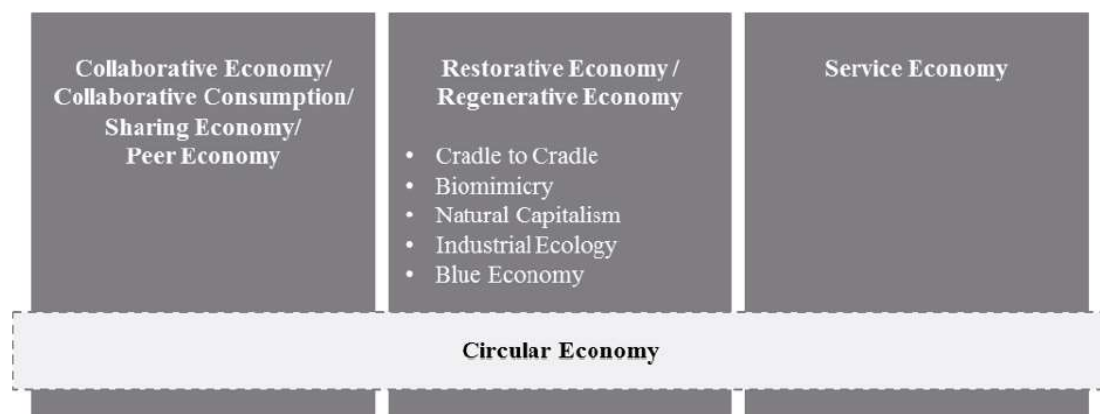 Collaborative Economy/
Collaborative Consumption/
Sharing Economy/
Peer Economy
Restorative Economy /
Regenerative Economy
• Cradle to Cradle
• Biomimicry
• Natural Capitalism
• Industrial Ecology
• Blue Economy
Service Economy
Circular Economy